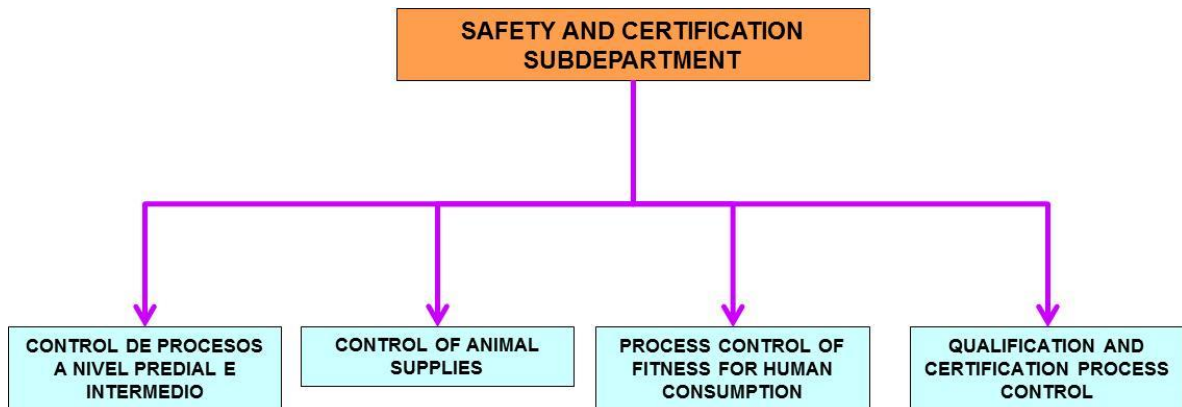 SAFETY AND CERTIFICATION
SUBDEPARTMENT
CONTROL DE PROCESOS
A NIVEL PREDIAL E
INTERMEDIO
CONTROL OF ANIMAL
SUPPLIES
PROCESS CONTROL OF
FITNESS FOR HUMAN
CONSUMPTION
QUALIFICATION AND
CERTIFICATION PROCESS
CONTROL